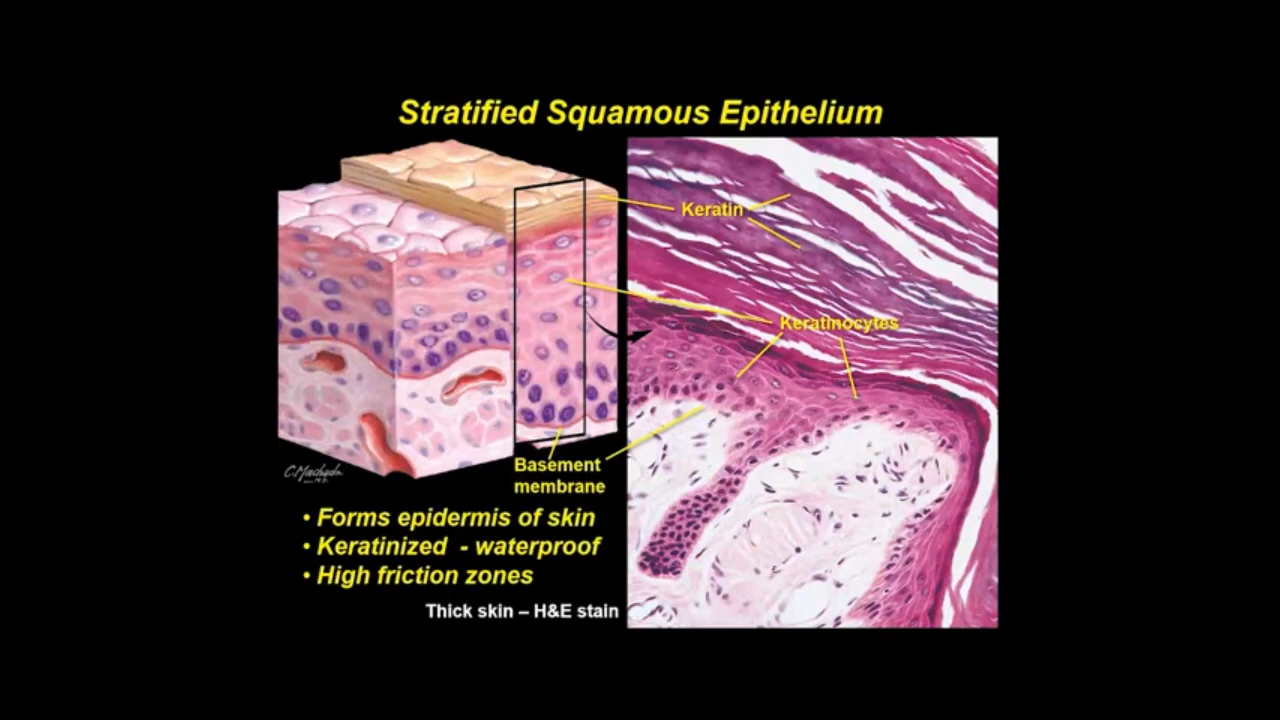 Stratified Squamous Epithelium
Keratin
Keratinocytes
Basement
membrane
C. Machado
M.D.
• Forms epidermis of skin
• Keratinized - waterproof
• High friction zones
Thick skin – H&E stain